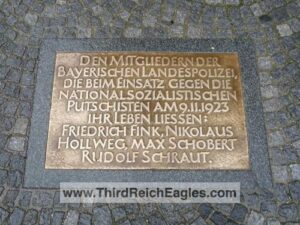 DEN MITGLIEDERN DER
BAYERISCHEN LANDESPOLIZEI,
DIE BEIM EINSATZ GEGEN DIE
NATIONALSOZIALISTISCHEN
PUTSCHISTEN AM 9.11.1923
IHR LEBEN LIESSEN:
FRIEDRICH FINK, NIKOLAUS
HOLLWEG, MAX SCHOBERT
RUDOLF SCHRAUT.
www.ThirdReichEagles.com